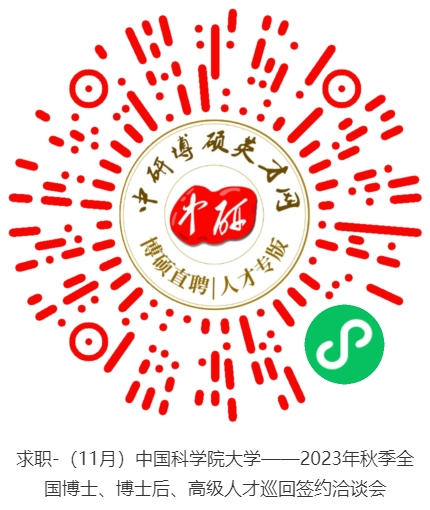 中研博硕英才网
中研
博硕直聘|人才专版
求职-（11月）中国科学院大学——2023年秋季全
国博士、博士后、高级人才巡回签约洽谈会